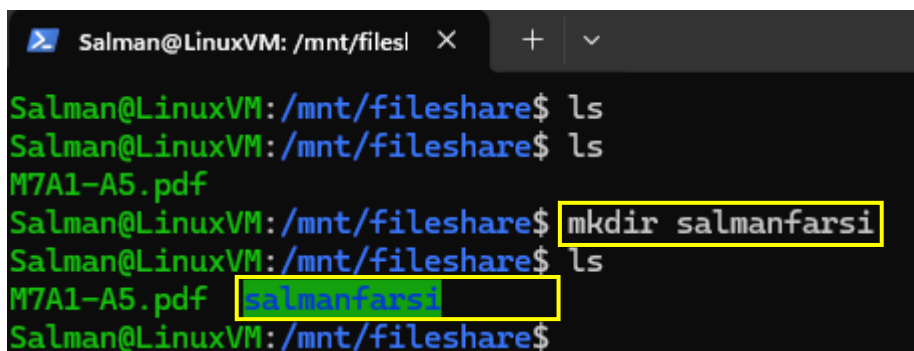 Salman@LinuxVM: /mnt/filesl
Salman@LinuxVM:/mnt/fileshare$ ls
Salman@LinuxVM:/mnt/fileshare$ ls
M7A1-A5.pdf
Salman@LinuxVM:/mnt/fileshare$ mkdir salmanfarsi
Salman@LinuxVM:/mnt/fileshare$ ls
M7A1-A5.pdf salmanfarsi
Salman@LinuxVM:/mnt/fileshare$